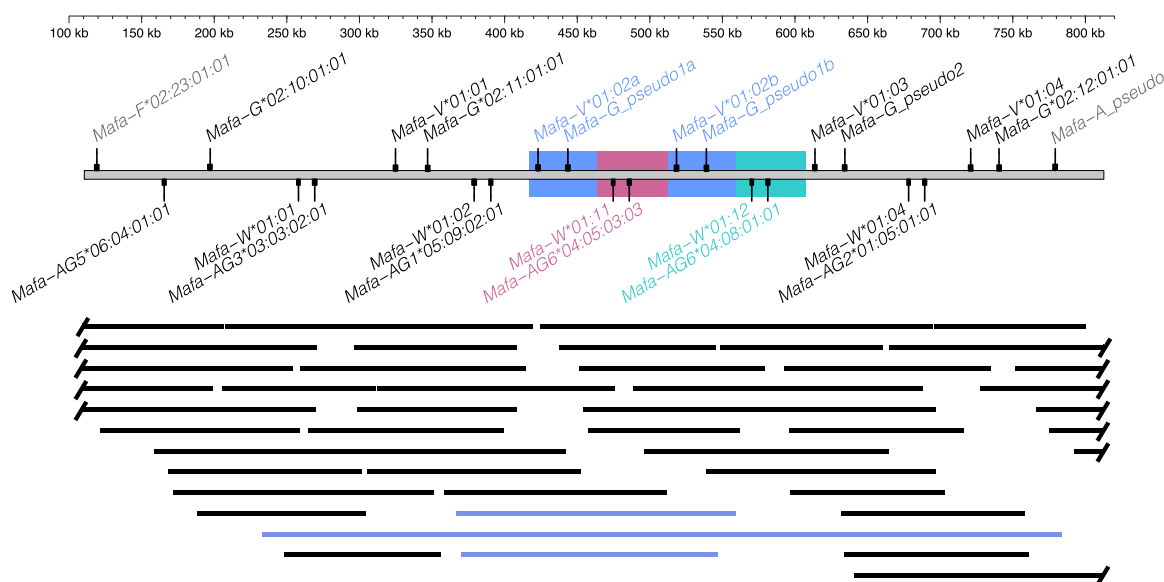 100 kb
150 kb
200 kb
250 kb
300 kb
350 kb
400 kb
450 kb
500 kb
550 kb
600 kb
650 kb
700 kb
750 kb
800 kb
Mafa−F*02:23:01:01
Mafa−G*02:10:01:01
Mafa−V*01:01
Mafa−G*02:11:01:01
Mafa−V*01:02a
Mafa−G_pseudo1a
Mafa−V*01:02b
Mafa−G_pseudo1b
Mafa−V*01:03
Mafa−G_pseudo2
Mafa−V*01:04
Mafa−G*02:12:01:01
Mafa−A_pseudo
Mafa−AG5*06:04:01:01
Mafa−W*01:01
Mafa−AG3*03:03:02:01
Mafa−W*01:02
Mafa−AG1*05:09:02:01
Mafa−W*01:11
Mafa−AG6*04:05:03:03
Mafa−W*01:12
Mafa−AG6*04:08:01:01
Mafa−W*01:04
Mafa−AG2*01:05:01:01